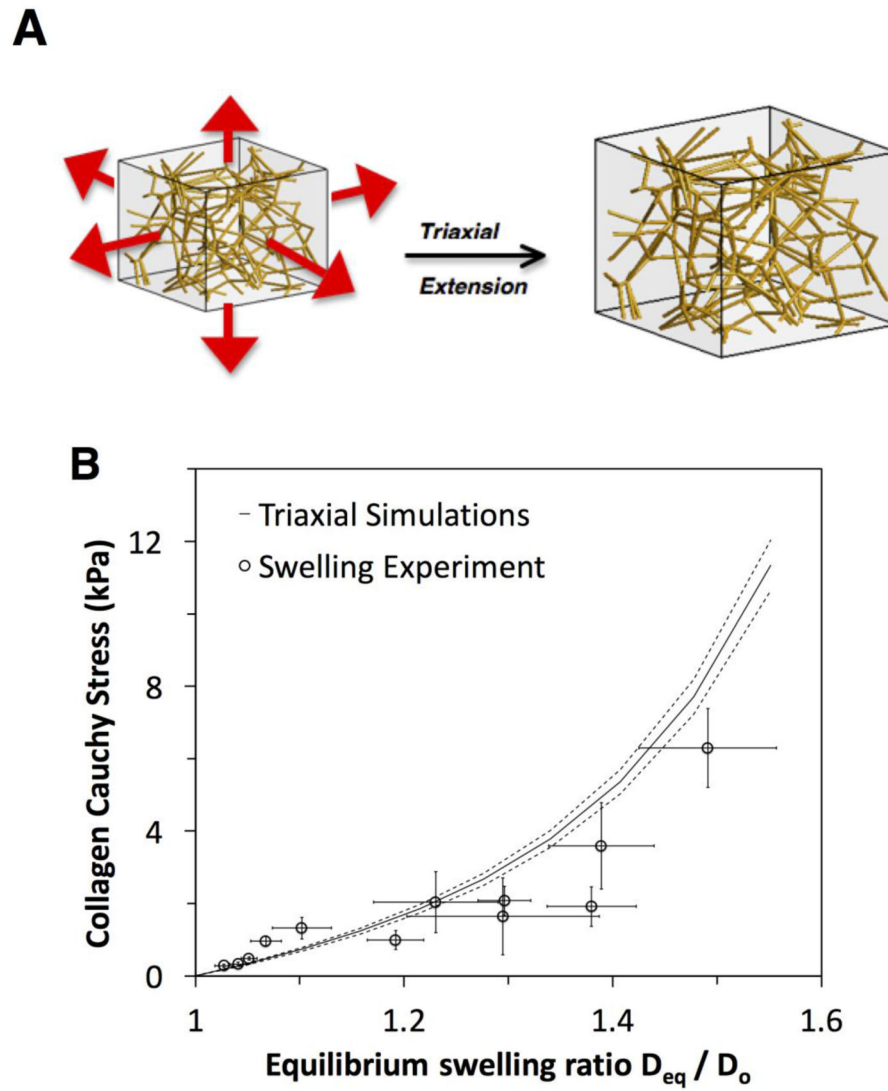 A
Triaxial
Extension
B
Triaxial Simulations
Swelling Experiment
Collagen Cauchy Stress (kPa)
12
8
4
0
1
1.2
1.4
1.6
Equilibrium swelling ratio Deq / Do